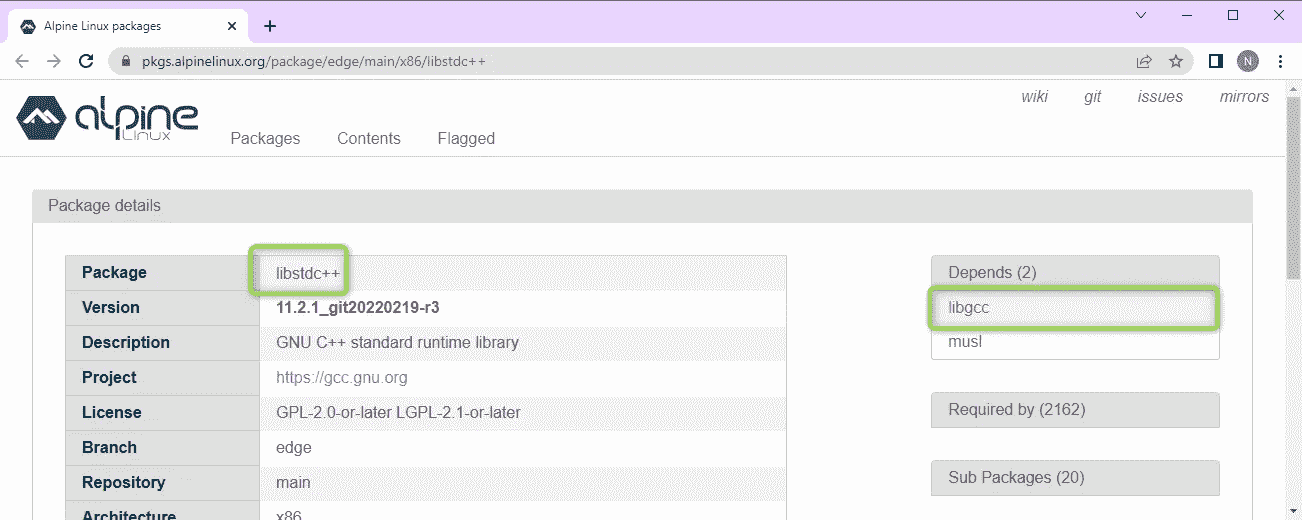 Alpine Linux packages
pkgs.alpinelinux.org/package/edge/main/x86/libstdc++
N
wiki git issues mirrors
alpine
LINUX
Packages Contents Flagged
Package details
Package libstdc++
Version 11.2.1_git20220219-r3
Description GNU C++ standard runtime library
Project https://gcc.gnu.org
License GPL-2.0-or-later LGPL-2.1-or-later
Branch edge
Repository main
Architecture x86
Depends (2)
libgcc
musl
Required by (2162)
Sub Packages (20)